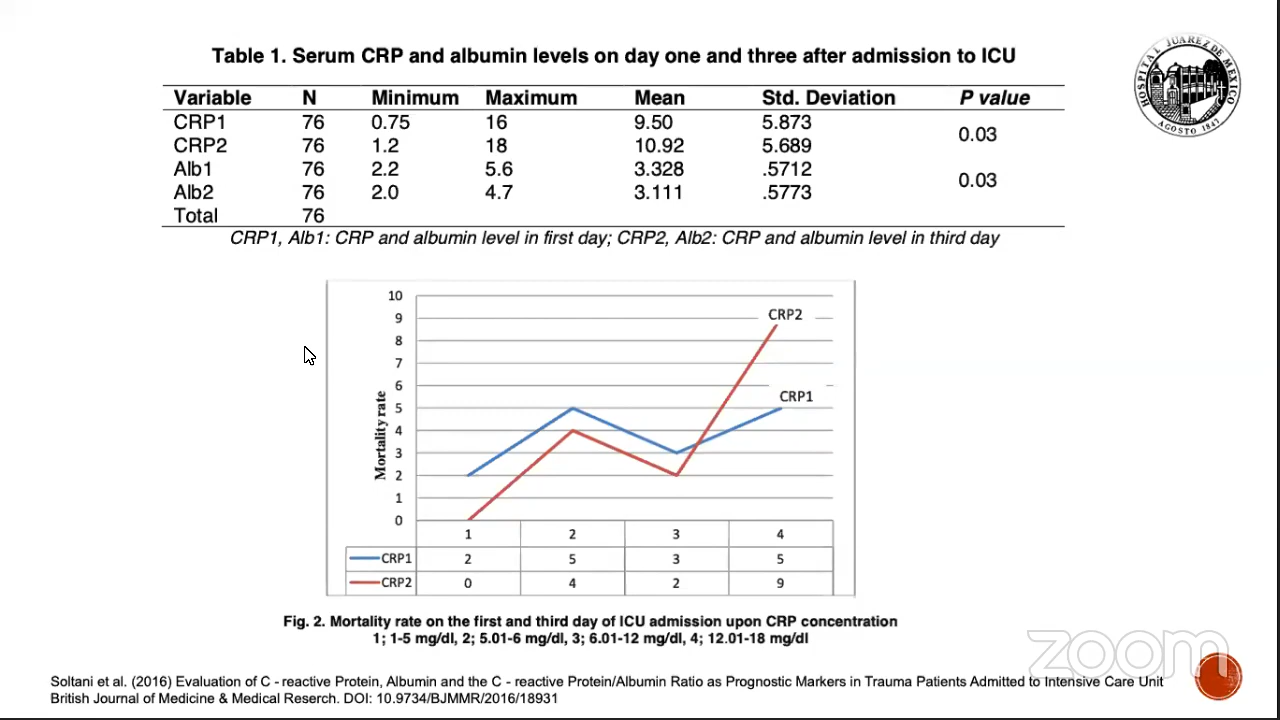 Table 1. Serum CRP and albumin levels on day one and three after admission to ICU
HOSPITAL JUAREZ DE MEXICO
AGOSTO 1847
Variable N Minimum Maximum Mean Std. Deviation P value
CRP1 76 0.75 16 9.50 5.873
0.03
CRP2 76 1.2 18 10.92 5.689
Alb1 76 2.2 5.6 3.328 .5712
0.03
Alb2 76 2.0 4.7 3.111 .5773
Total 76
CRP1, Alb1: CRP and albumin level in first day; CRP2, Alb2: CRP and albumin level in third day
Mortality rate
10
9
8
7
6
5
4
3
2
1
0
CRP2
CRP1
1 2 3 4
CRP1 2 5 3 5
CRP2 0 4 2 9
Fig. 2. Mortality rate on the first and third day of ICU admission upon CRP concentration
1; 1-5 mg/dl, 2; 5.01-6 mg/dl, 3; 6.01-12 mg/dl, 4; 12.01-18 mg/dl
zoom
Soltani et al. (2016) Evaluation of C - reactive Protein, Albumin and the C - reactive Protein/Albumin Ratio as Prognostic Markers in Trauma Patients Admitted to Intensive Care Unit
British Journal of Medicine & Medical Reserch. DOI: 10.9734/BJMMR/2016/18931